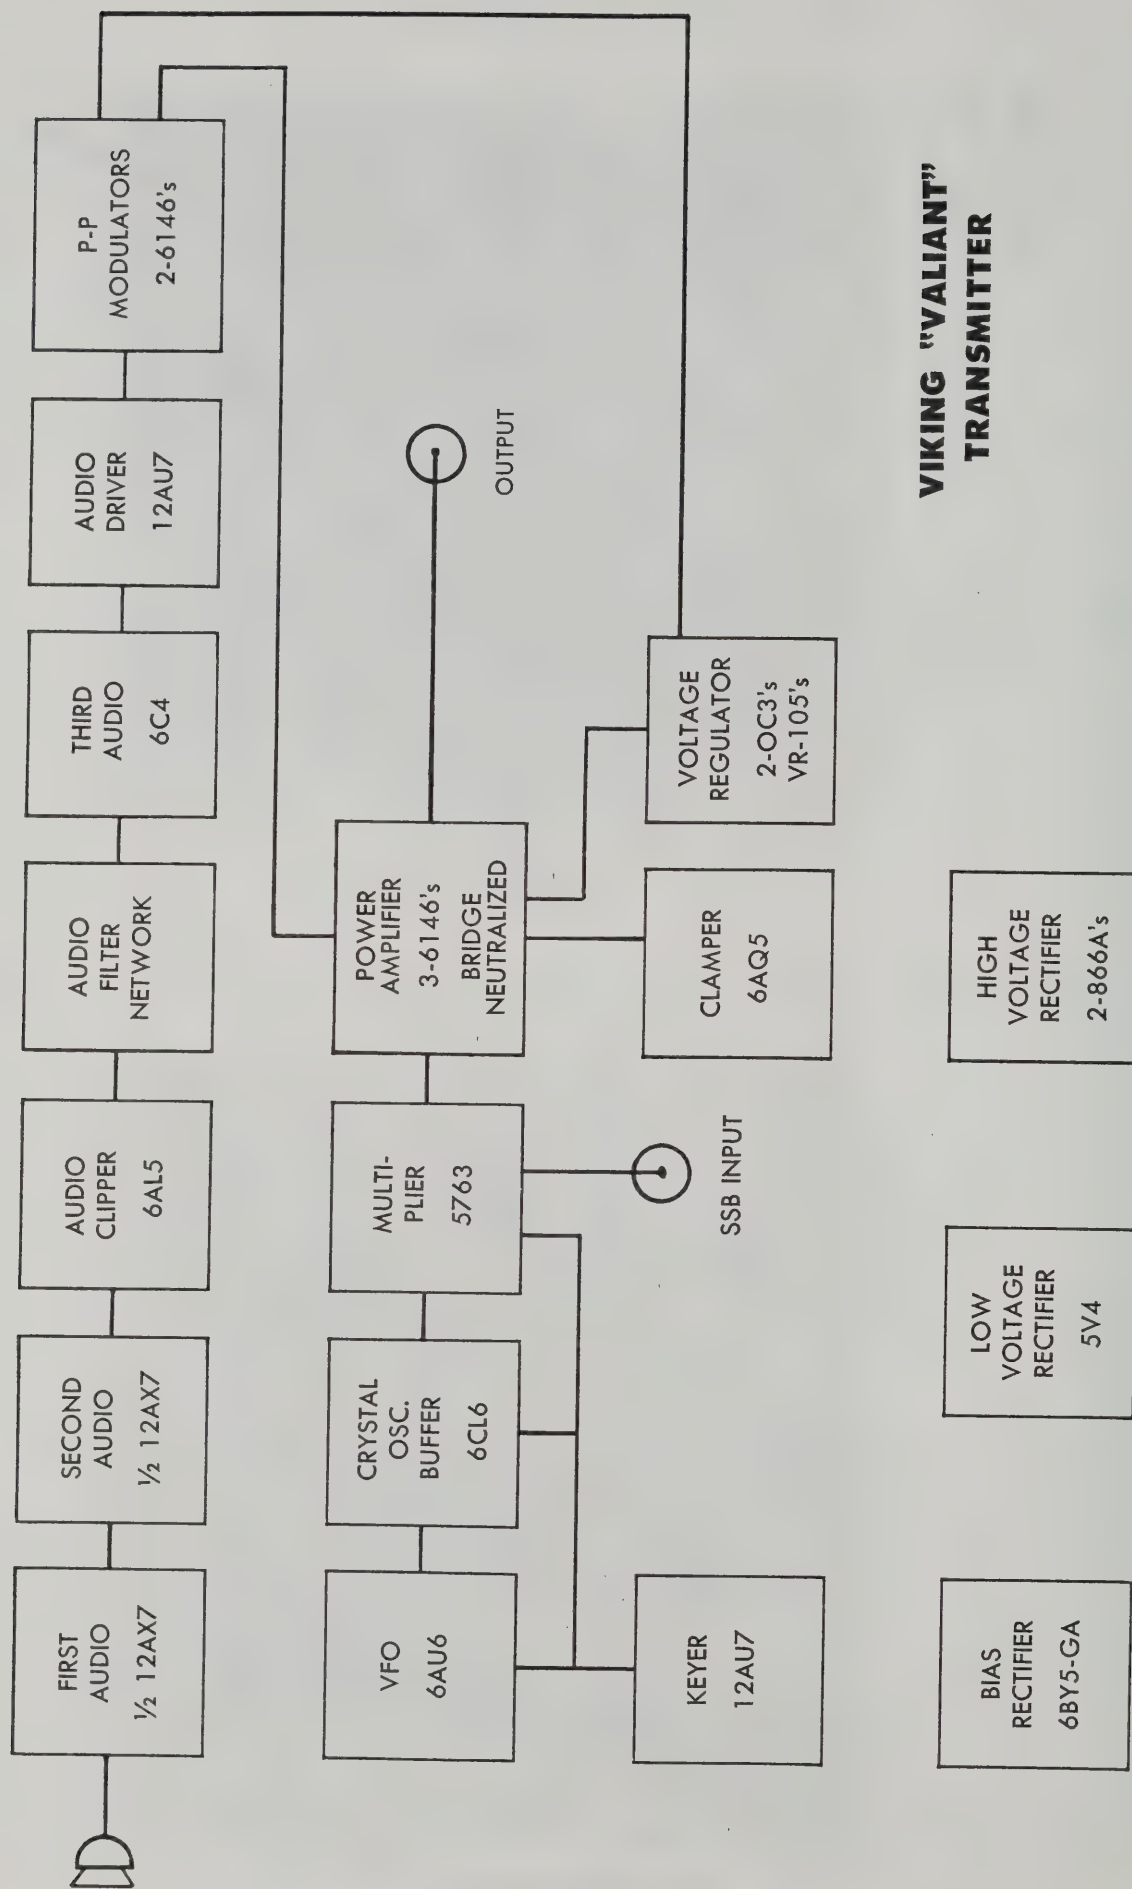 FIRST
AUDIO
½ 12AX7
SECOND
AUDIO
½ 12AX7
AUDIO
CLIPPER
6AL5
AUDIO
FILTER
NETWORK
THIRD
AUDIO
6C4
AUDIO
DRIVER
12AU7
P-P
MODULATORS
2-6146's
VFO
6AU6
CRYSTAL
OSC.
BUFFER
6CL6
MULTI-
PLIER
5763
POWER
AMPLIFIER
3-6146's
BRIDGE
NEUTRALIZED
OUTPUT
KEYER
12AU7
SSB INPUT
CLAMPER
6AQ5
VOLTAGE
REGULATOR
2-OC3's
VR-105's
BIAS
RECTIFIER
6BY5-GA
LOW
VOLTAGE
RECTIFIER
5V4
HIGH
VOLTAGE
RECTIFIER
2-866A's
VIKING "VALIANT"
TRANSMITTER